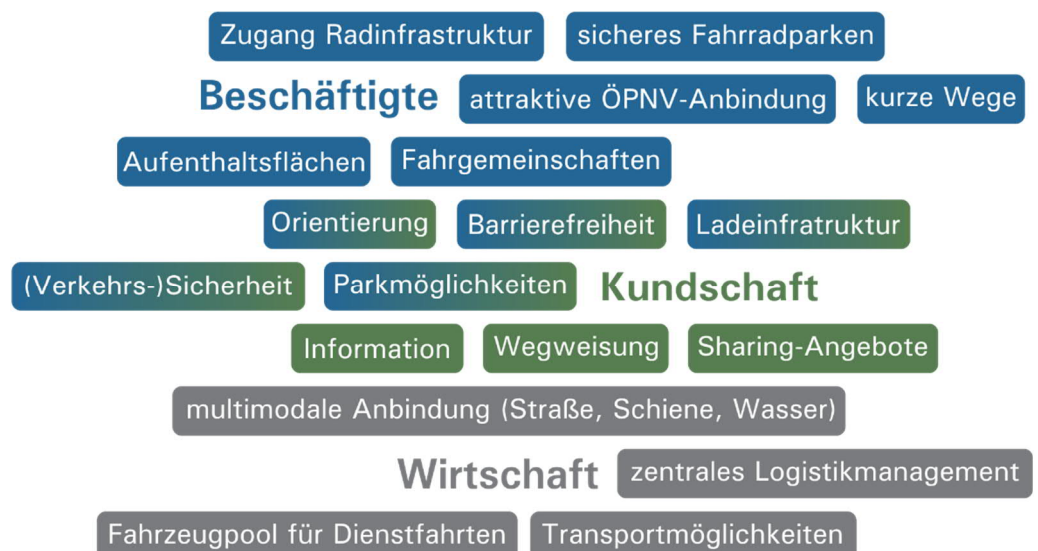 Zugang Radinfrastruktur sicheres Fahrradparken
Beschäftigte attraktive ÖPNV-Anbindung kurze Wege
Aufenthaltsflächen Fahrgemeinschaften
Orientierung Barrierefreiheit Ladeinfratruktur
(Verkehrs-)Sicherheit Parkmöglichkeiten Kundschaft
Information Wegweisung Sharing-Angebote
multimodale Anbindung (Straße, Schiene, Wasser)
Wirtschaft zentrales Logistikmanagement
Fahrzeugpool für Dienstfahrten Transportmöglichkeiten